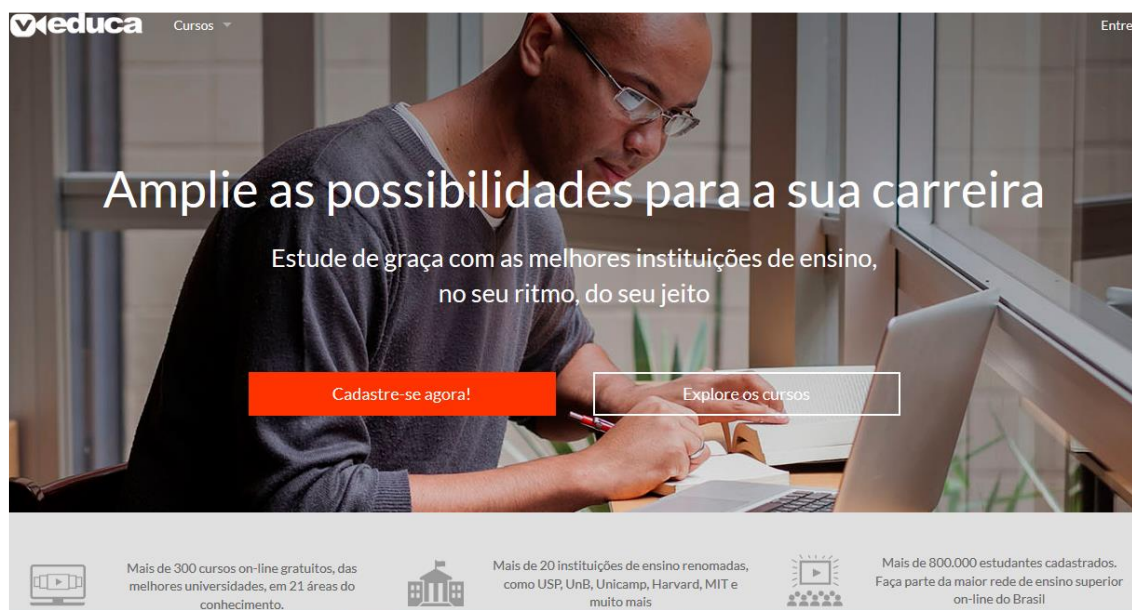 veduca
Cursos
Entre
Amplie as possibilidades para a sua carreira
Estude de graça com as melhores instituições de ensino,
no seu ritmo, do seu jeito
Cadastre-se agora!
Explore os cursos
Mais de 300 cursos on-line gratuitos, das
melhores universidades, em 21 áreas do
conhecimento.
Mais de 20 instituições de ensino renomadas,
como USP, UnB, Unicamp, Harvard, MIT e
muito mais
Mais de 800.000 estudantes cadastrados.
Faça parte da maior rede de ensino superior
on-line do Brasil